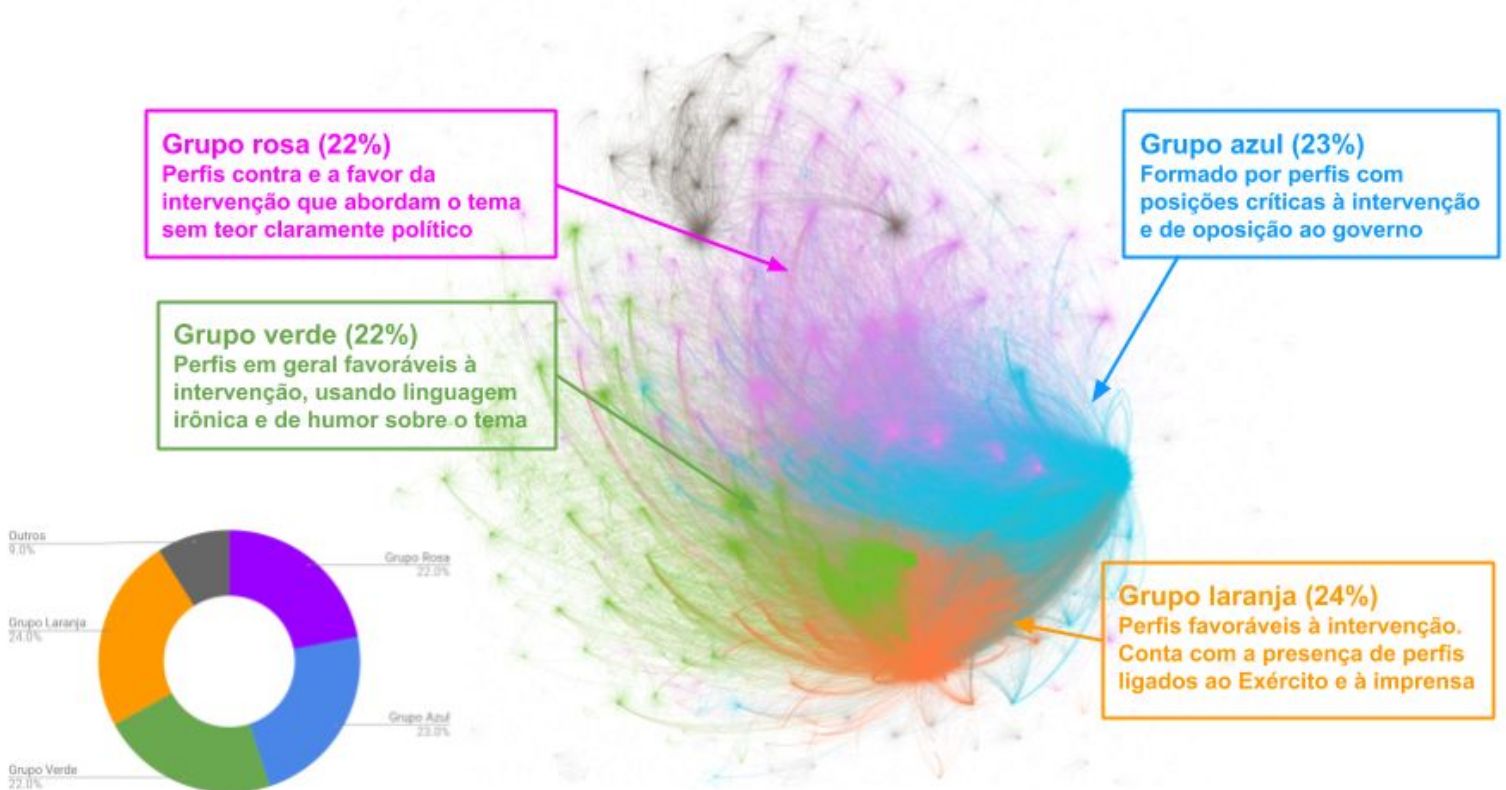 Grupo rosa (22%)
Perfis contra e a favor da
intervenção que abordam o tema
sem teor claramente político
Grupo azul (23%)
Formado por perfis com
posições críticas à intervenção
e de oposição ao governo
Grupo verde (22%)
Perfis em geral favoráveis à
intervenção, usando linguagem
irônica e de humor sobre o tema
Grupo laranja (24%)
Perfis favoráveis à intervenção.
Conta com a presença de perfis
ligados ao Exército e à imprensa
Outros
9.0%
Grupo Rosa
22.0%
Grupo Laranja
24.0%
Grupo Azul
23.0%
Grupo Verde
22.0%